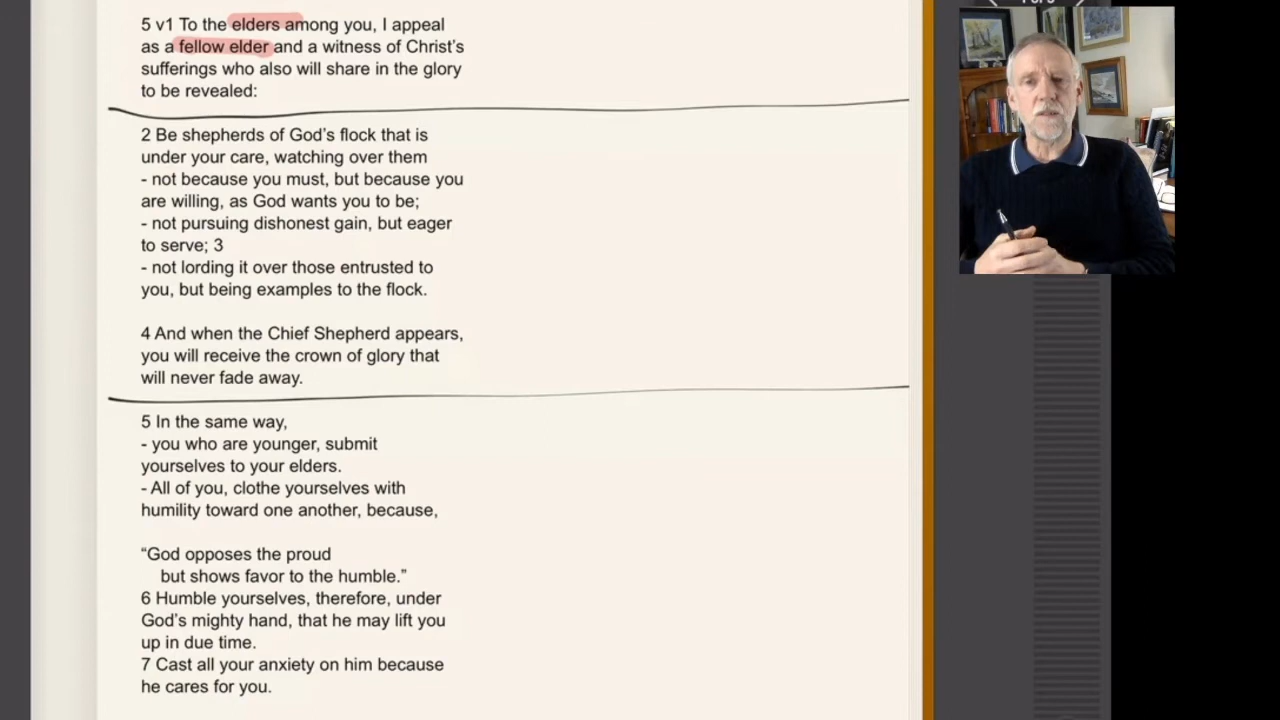 5 v1 To the elders among you, I appeal
as a fellow elder and a witness of Christ's
sufferings who also will share in the glory
to be revealed:
2 Be shepherds of God's flock that is
under your care, watching over them
- not because you must, but because you
are willing, as God wants you to be;
- not pursuing dishonest gain, but eager
to serve; 3
- not lording it over those entrusted to
you, but being examples to the flock.
4 And when the Chief Shepherd appears,
you will receive the crown of glory that
will never fade away.
5 In the same way,
- you who are younger, submit
yourselves to your elders.
- All of you, clothe yourselves with
humility toward one another, because,
“God opposes the proud
but shows favor to the humble.”
6 Humble yourselves, therefore, under
God's mighty hand, that he may lift you
up in due time.
7 Cast all your anxiety on him because
he cares for you.